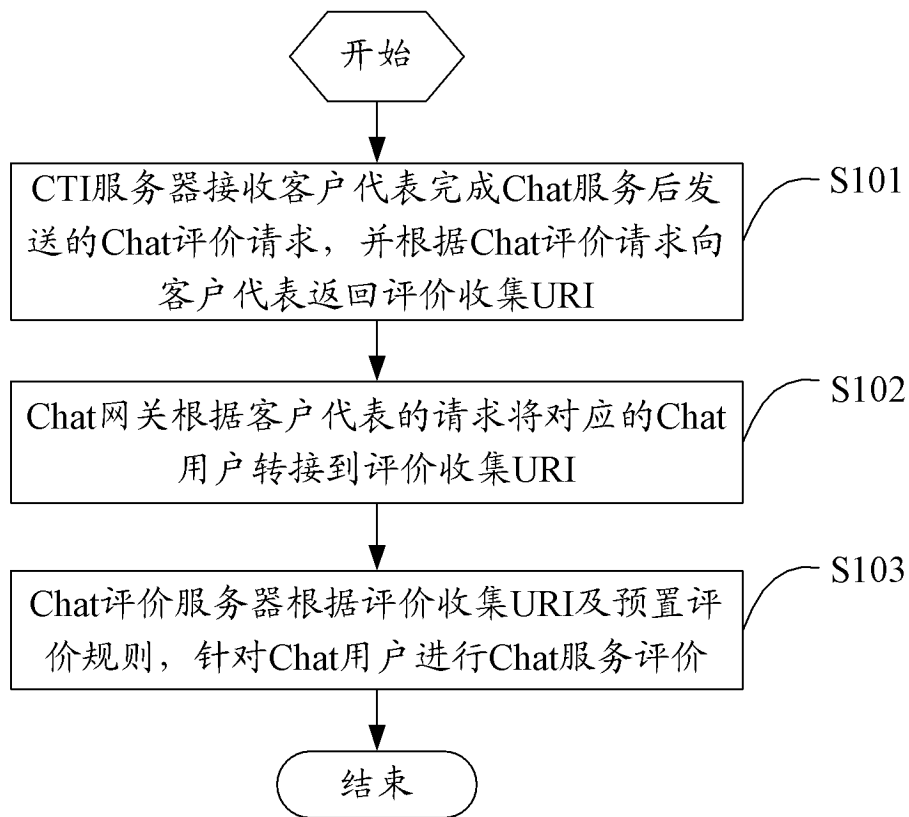 开始
CTI服务器接收客户代表完成Chat服务后发
送的Chat评价请求，并根据Chat评价请求向
客户代表返回评价收集URI
S101
Chat网关根据客户代表的请求将对应的Chat
用户转接到评价收集URI
S102
Chat评价服务器根据评价收集URI及预置评
价规则，针对Chat用户进行Chat服务评价
S103
结束